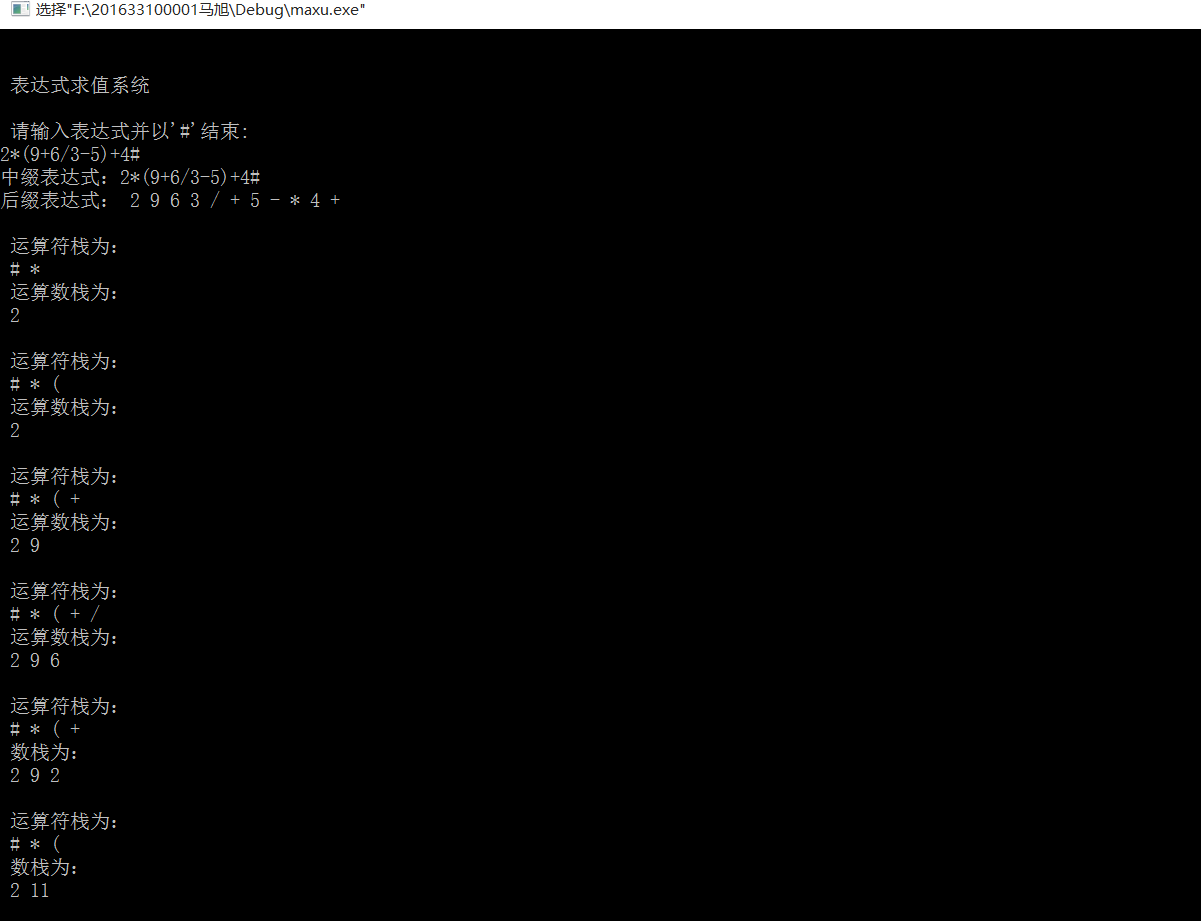 选择"F:\201633100001马旭\Debug\maxu.exe"
表达式求值系统
请输入表达式并以'#'结束:
2*(9+6/3-5)+4#
中缀表达式: 2*(9+6/3-5)+4#
后缀表达式:  2 9 6 3 / + 5 - * 4 +
运算符栈为:
# *
运算数栈为:
2
运算符栈为:
# * (
运算数栈为:
2
运算符栈为:
# * ( +
运算数栈为:
2 9
运算符栈为:
# * ( + /
运算数栈为:
2 9 6
运算符栈为:
# * ( +
数栈为:
2 9 2
运算符栈为:
# * (
数栈为:
2 11